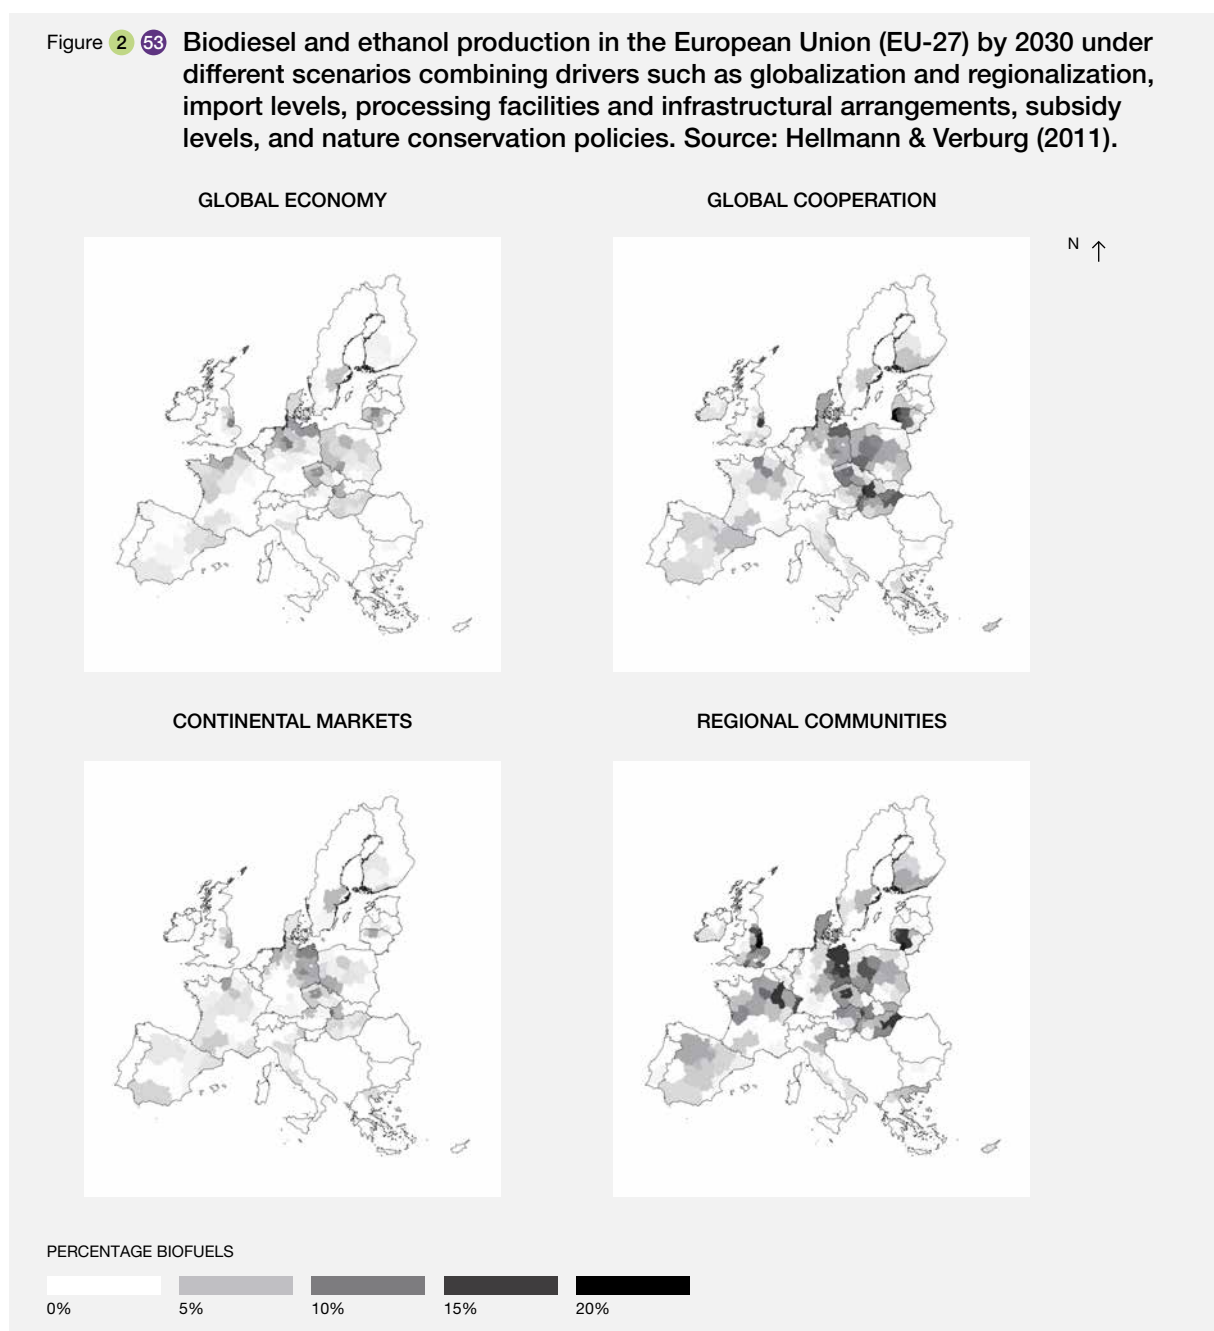 Figure 2 53 Biodiesel and ethanol production in the European Union (EU-27) by 2030 under
different scenarios combining drivers such as globalization and regionalization,
import levels, processing facilities and infrastructural arrangements, subsidy
levels, and nature conservation policies. Source: Hellmann & Verburg (2011).
GLOBAL ECONOMY
GLOBAL COOPERATION
N
CONTINENTAL MARKETS
REGIONAL COMMUNITIES
PERCENTAGE BIOFUELS
0% 5% 10% 15% 20%